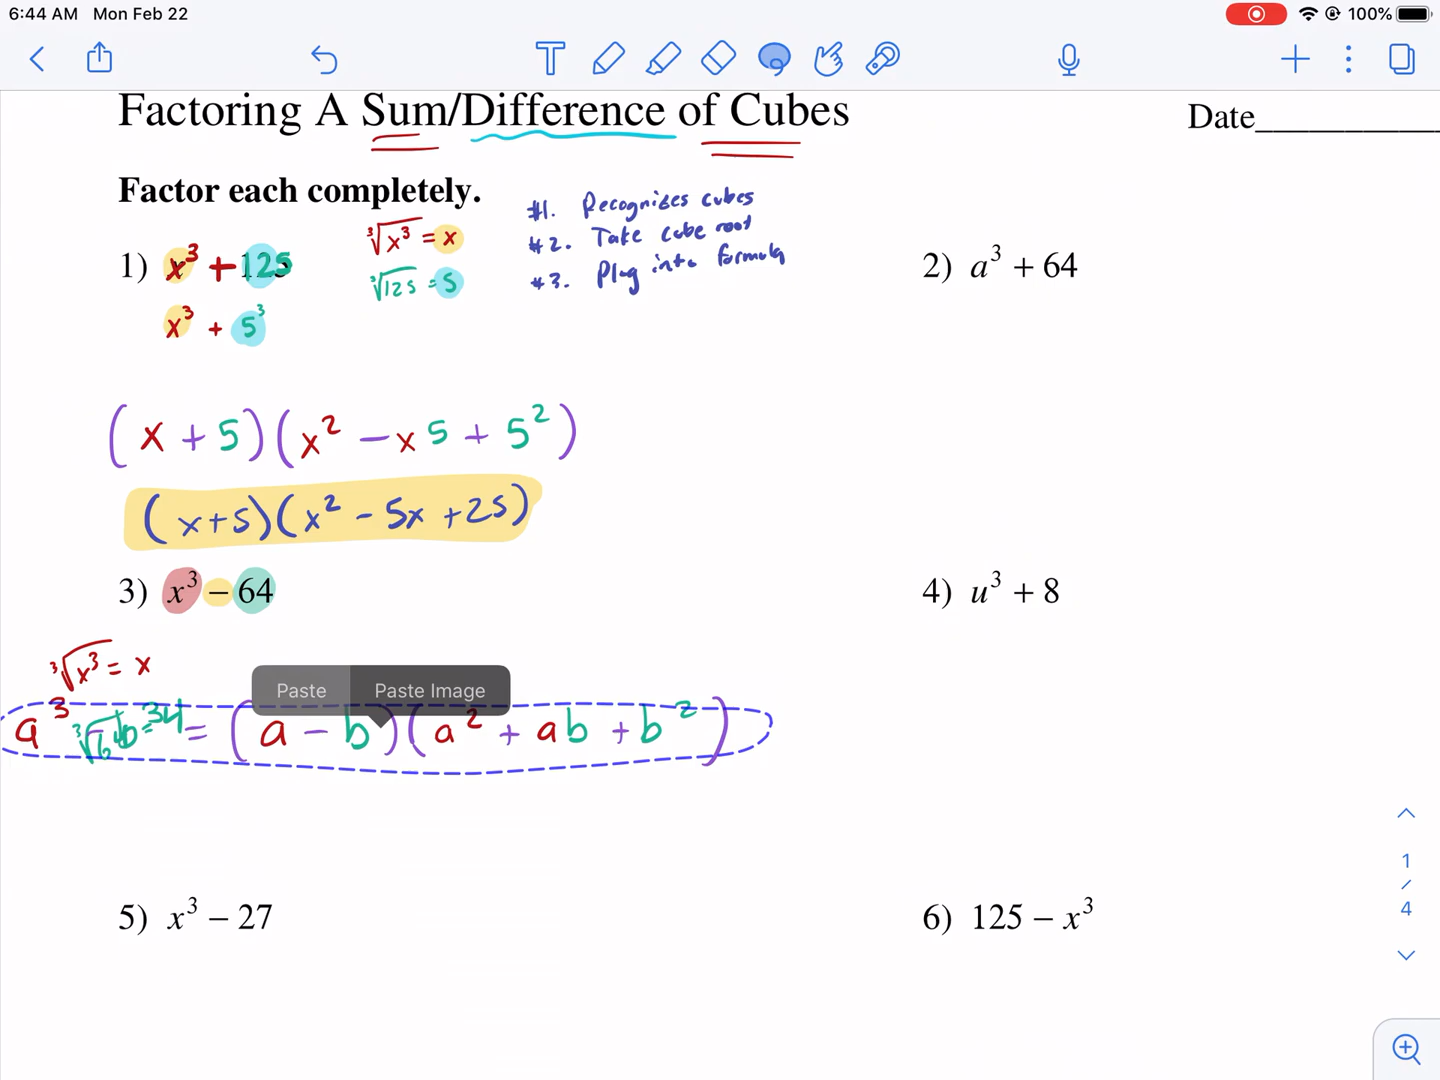 6:44 AM Mon Feb 22
100%
Factoring A Sum/Difference of Cubes
Date
Factor each completely.
#1. Recognizes cubes
#2. Take cube root
#3. Plug into formula
1) x³ + 125
∛x³ = x
∛125 = 5
x³ + 5³
2) a³ + 64
(x + 5)(x² - x5 + 5²)
(x+5)(x² - 5x + 25)
3) x³ − 64
4) u³ + 8
∛x³ = x
Paste Paste Image
a³ = (a - b)(a² + ab + b²)
1
/
4
5) x³ − 27
6) 125 − x³